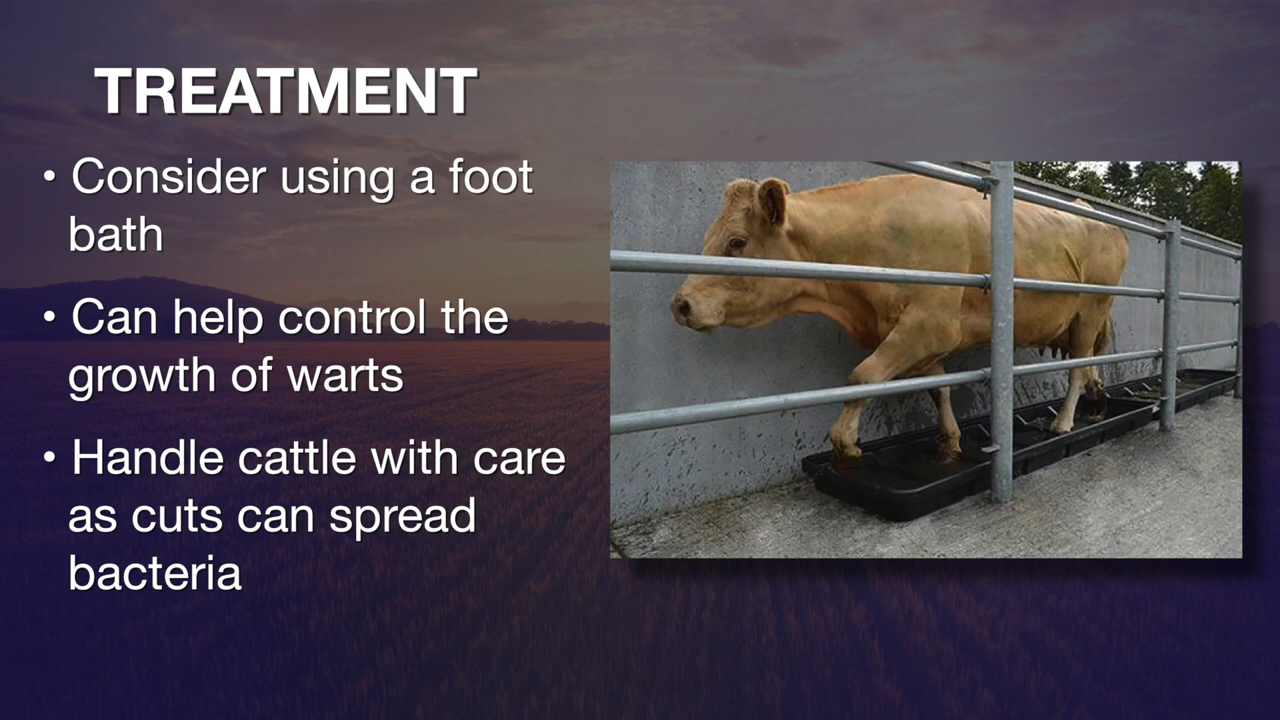 TREATMENT
• Consider using a foot
bath
• Can help control the
growth of warts
• Handle cattle with care
as cuts can spread
bacteria